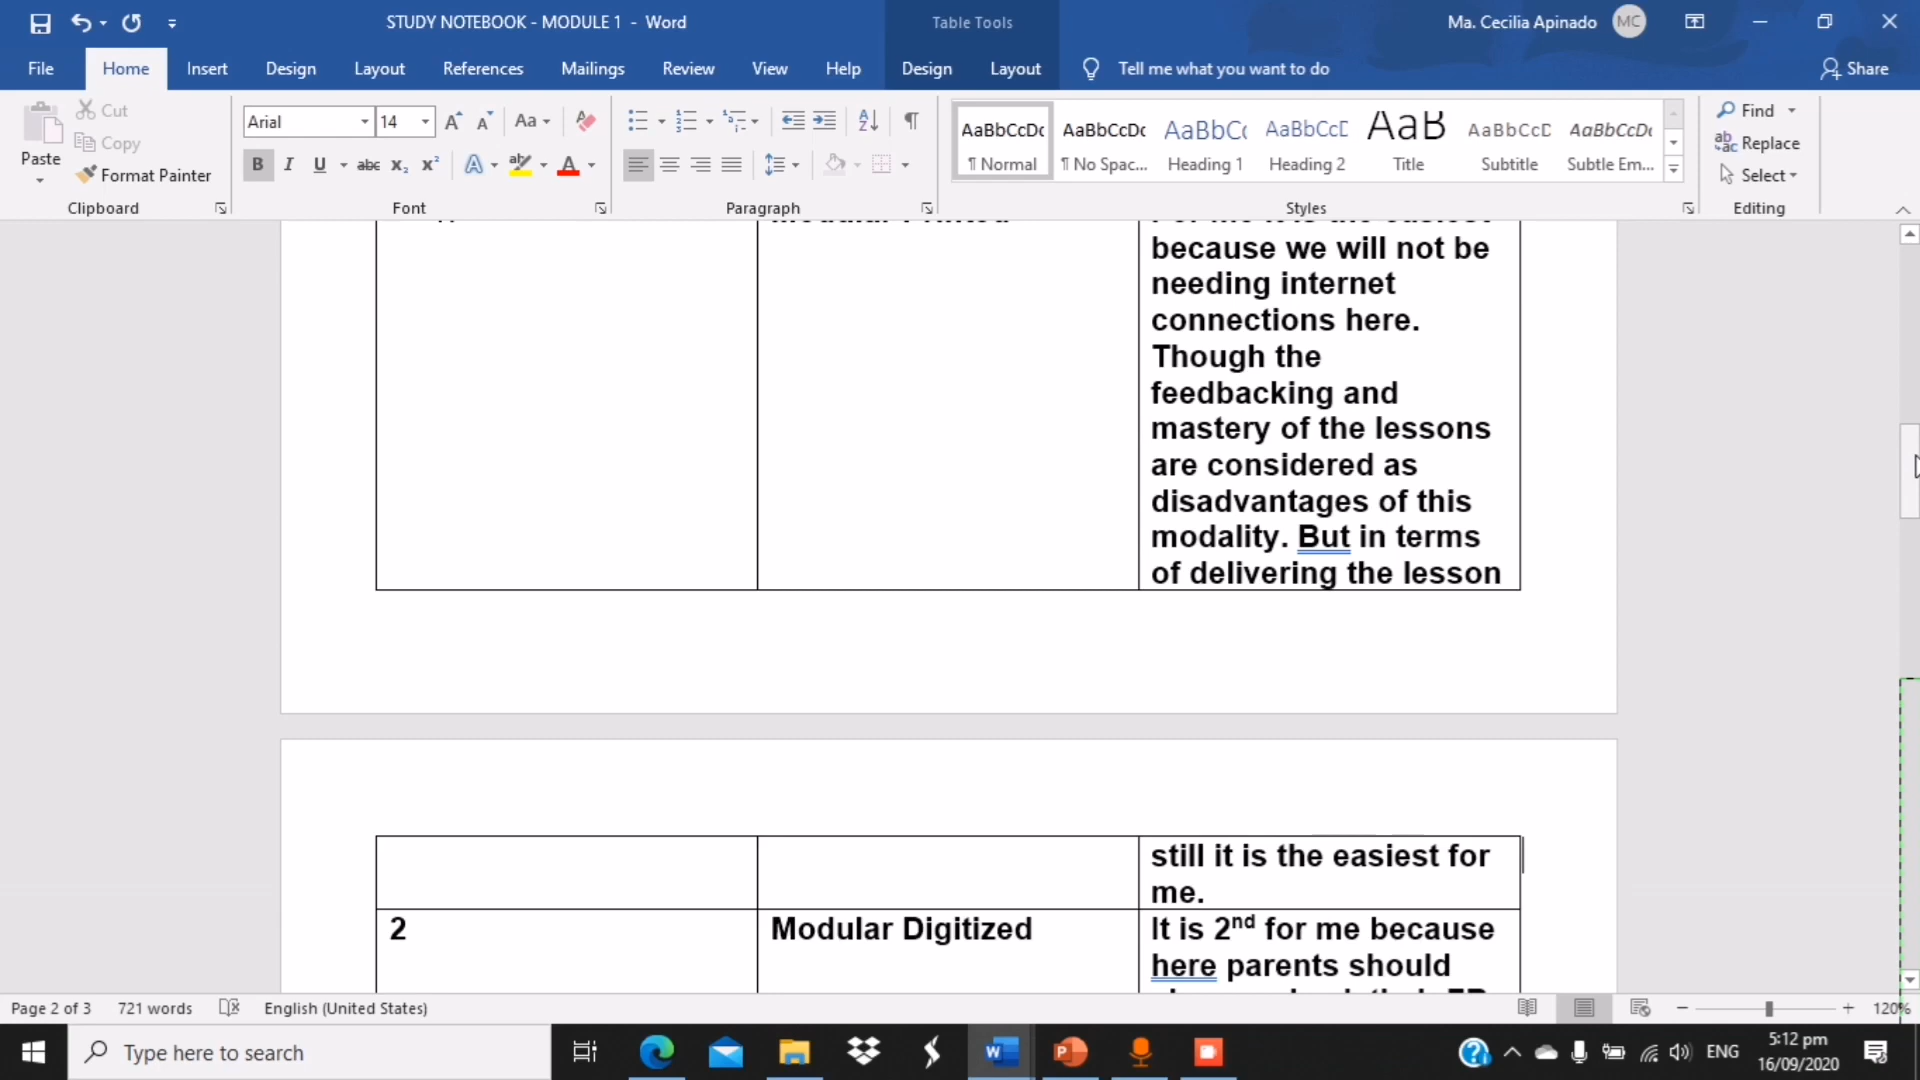 STUDY NOTEBOOK - MODULE 1 - Word
Table Tools
Ma. Cecilia Apinado
MC
File Home Insert Design Layout References Mailings Review View Help Design Layout Tell me what you want to do Share
Cut
Copy
Paste
Format Painter
Clipboard
Arial 14
Font
Paragraph
AaBbCcDc AaBbCcDc AaBbCc AaBbCcD AaB AaBbCcD AaBbCcDc
¶ Normal ¶ No Spac... Heading 1 Heading 2 Title Subtitle Subtle Em...
Styles
Find
Replace
Select
Editing
because we will not be
needing internet
connections here.
Though the
feedbacking and
mastery of the lessons
are considered as
disadvantages of this
modality. But in terms
of delivering the lesson
still it is the easiest for
me.
2 Modular Digitized It is 2nd for me because
here parents should
Page 2 of 3 721 words English (United States) 120%
Type here to search
ENG
5:12 pm
16/09/2020